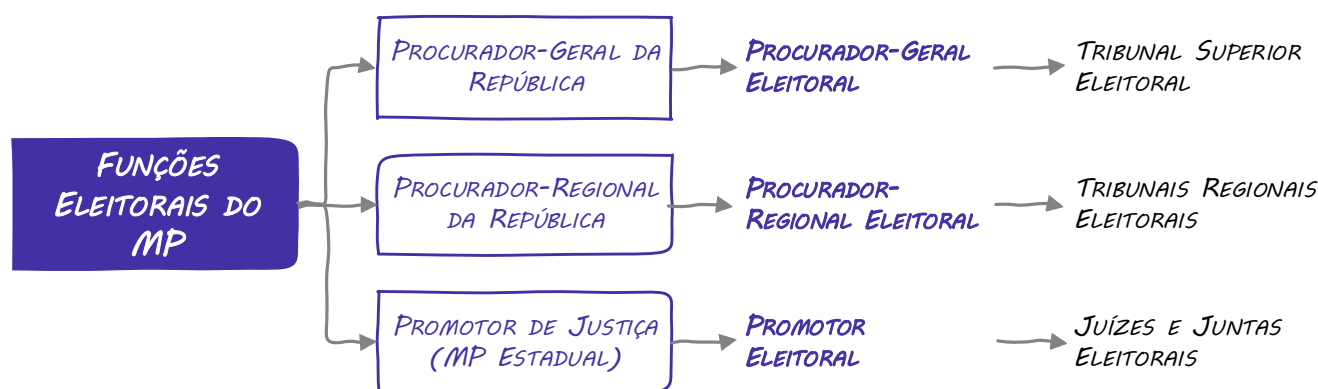 Funções
Eleitorais do
MP
Procurador-Geral da
República
Procurador-Geral
Eleitoral
Tribunal Superior
Eleitoral
Procurador-Regional
da República
Procurador-
Regional Eleitoral
Tribunais Regionais
Eleitorais
Promotor de Justiça
(MP Estadual)
Promotor
Eleitoral
Juízes e Juntas
Eleitorais